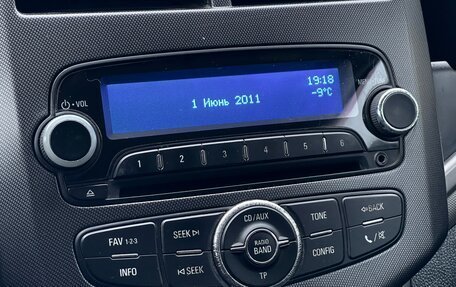 19:18
-9°C
1 Июнь 2011
VOL
1 2 3 4 5 6
CD/AUX
TONE
BACK
FAV 1-2-3
SEEK
RADIO
BAND
CONFIG
INFO
SEEK
TP